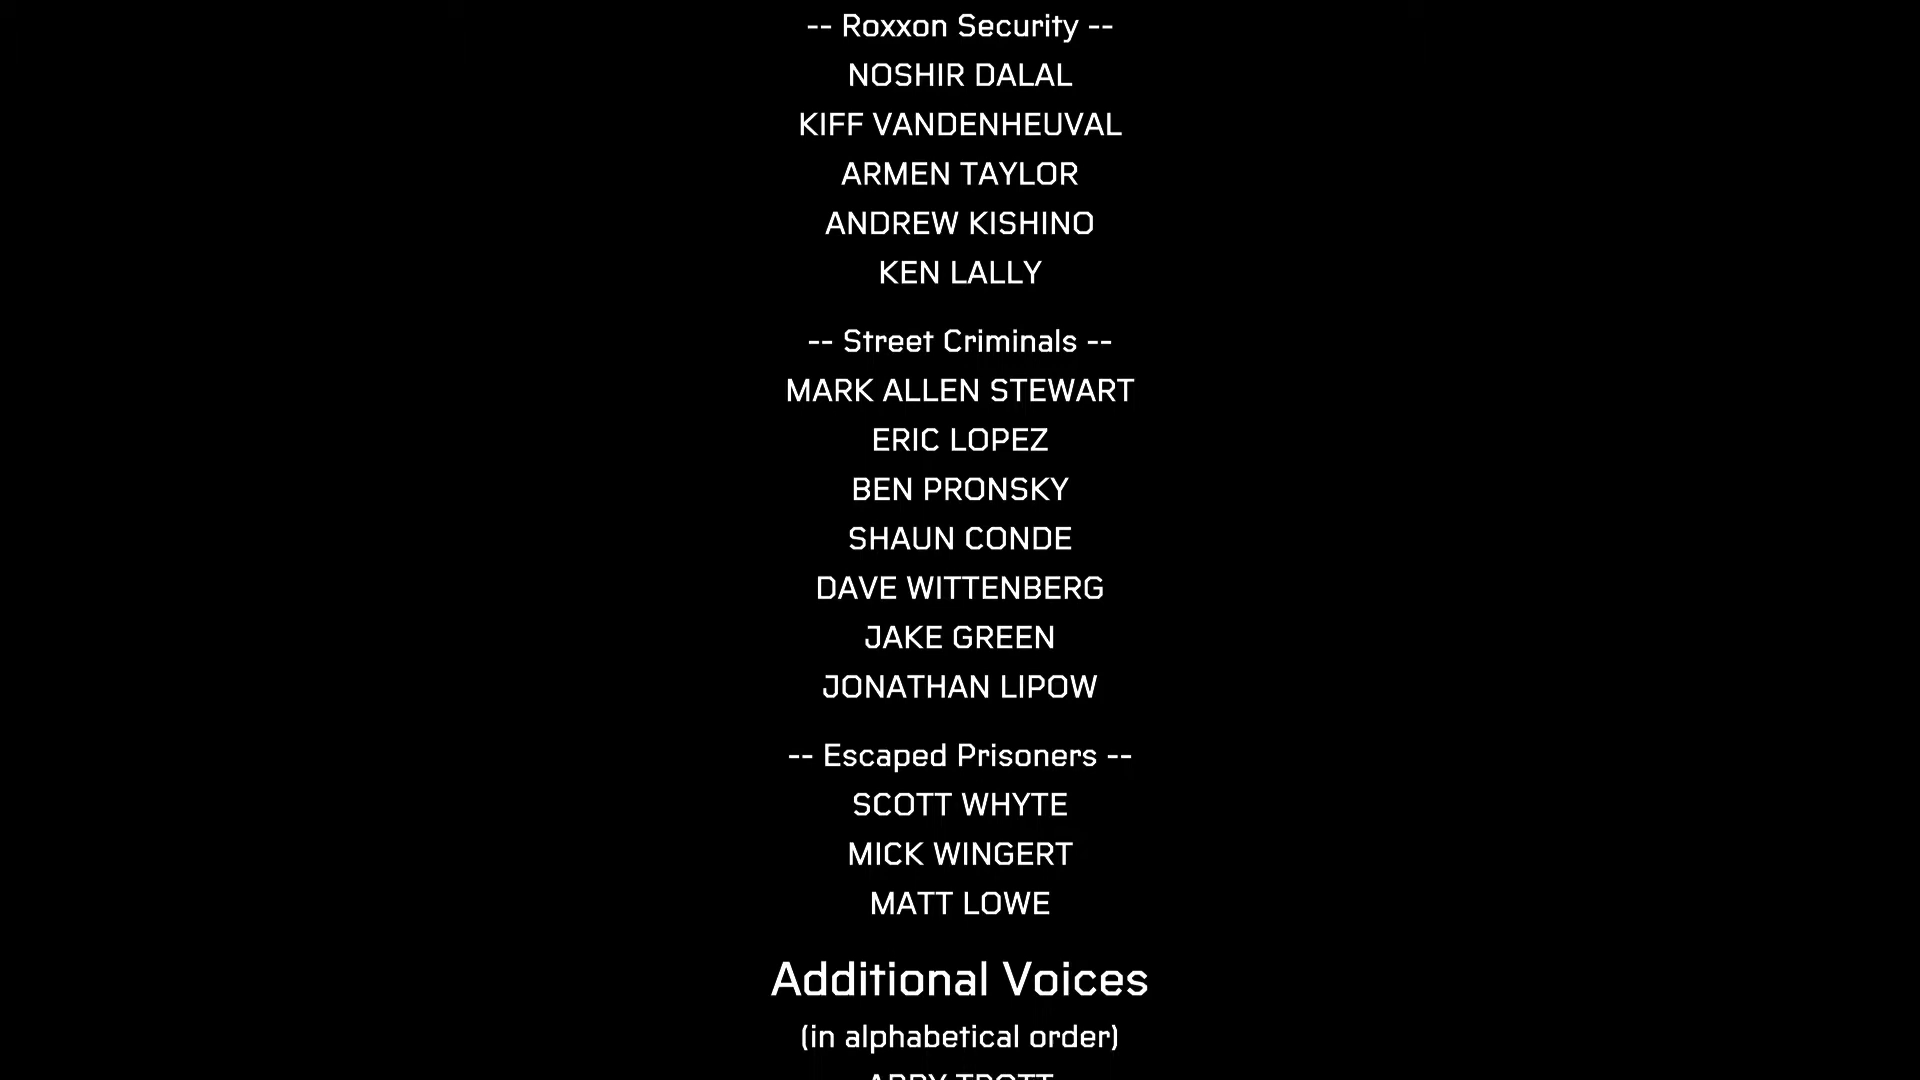 -- Roxxon Security --
NOSHIR DALAL
KIFF VANDENHEUVAL
ARMEN TAYLOR
ANDREW KISHINO
KEN LALLY
-- Street Criminals --
MARK ALLEN STEWART
ERIC LOPEZ
BEN PRONSKY
SHAUN CONDE
DAVE WITTENBERG
JAKE GREEN
JONATHAN LIPOW
-- Escaped Prisoners --
SCOTT WHYTE
MICK WINGERT
MATT LOWE
Additional Voices
(in alphabetical order)
ABBY TROTT